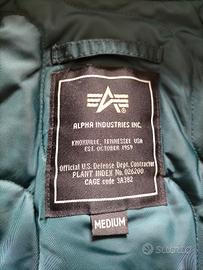 ALPHA INDUSTRIES INC.
KNOXVILLE, TENNESSEE USA
EST. OCTOBER 1959
Official U.S. Defense Dept. Contractor
PLANT INDEX No. 026200
CAGE code 3A382
MEDIUM
SUBITO